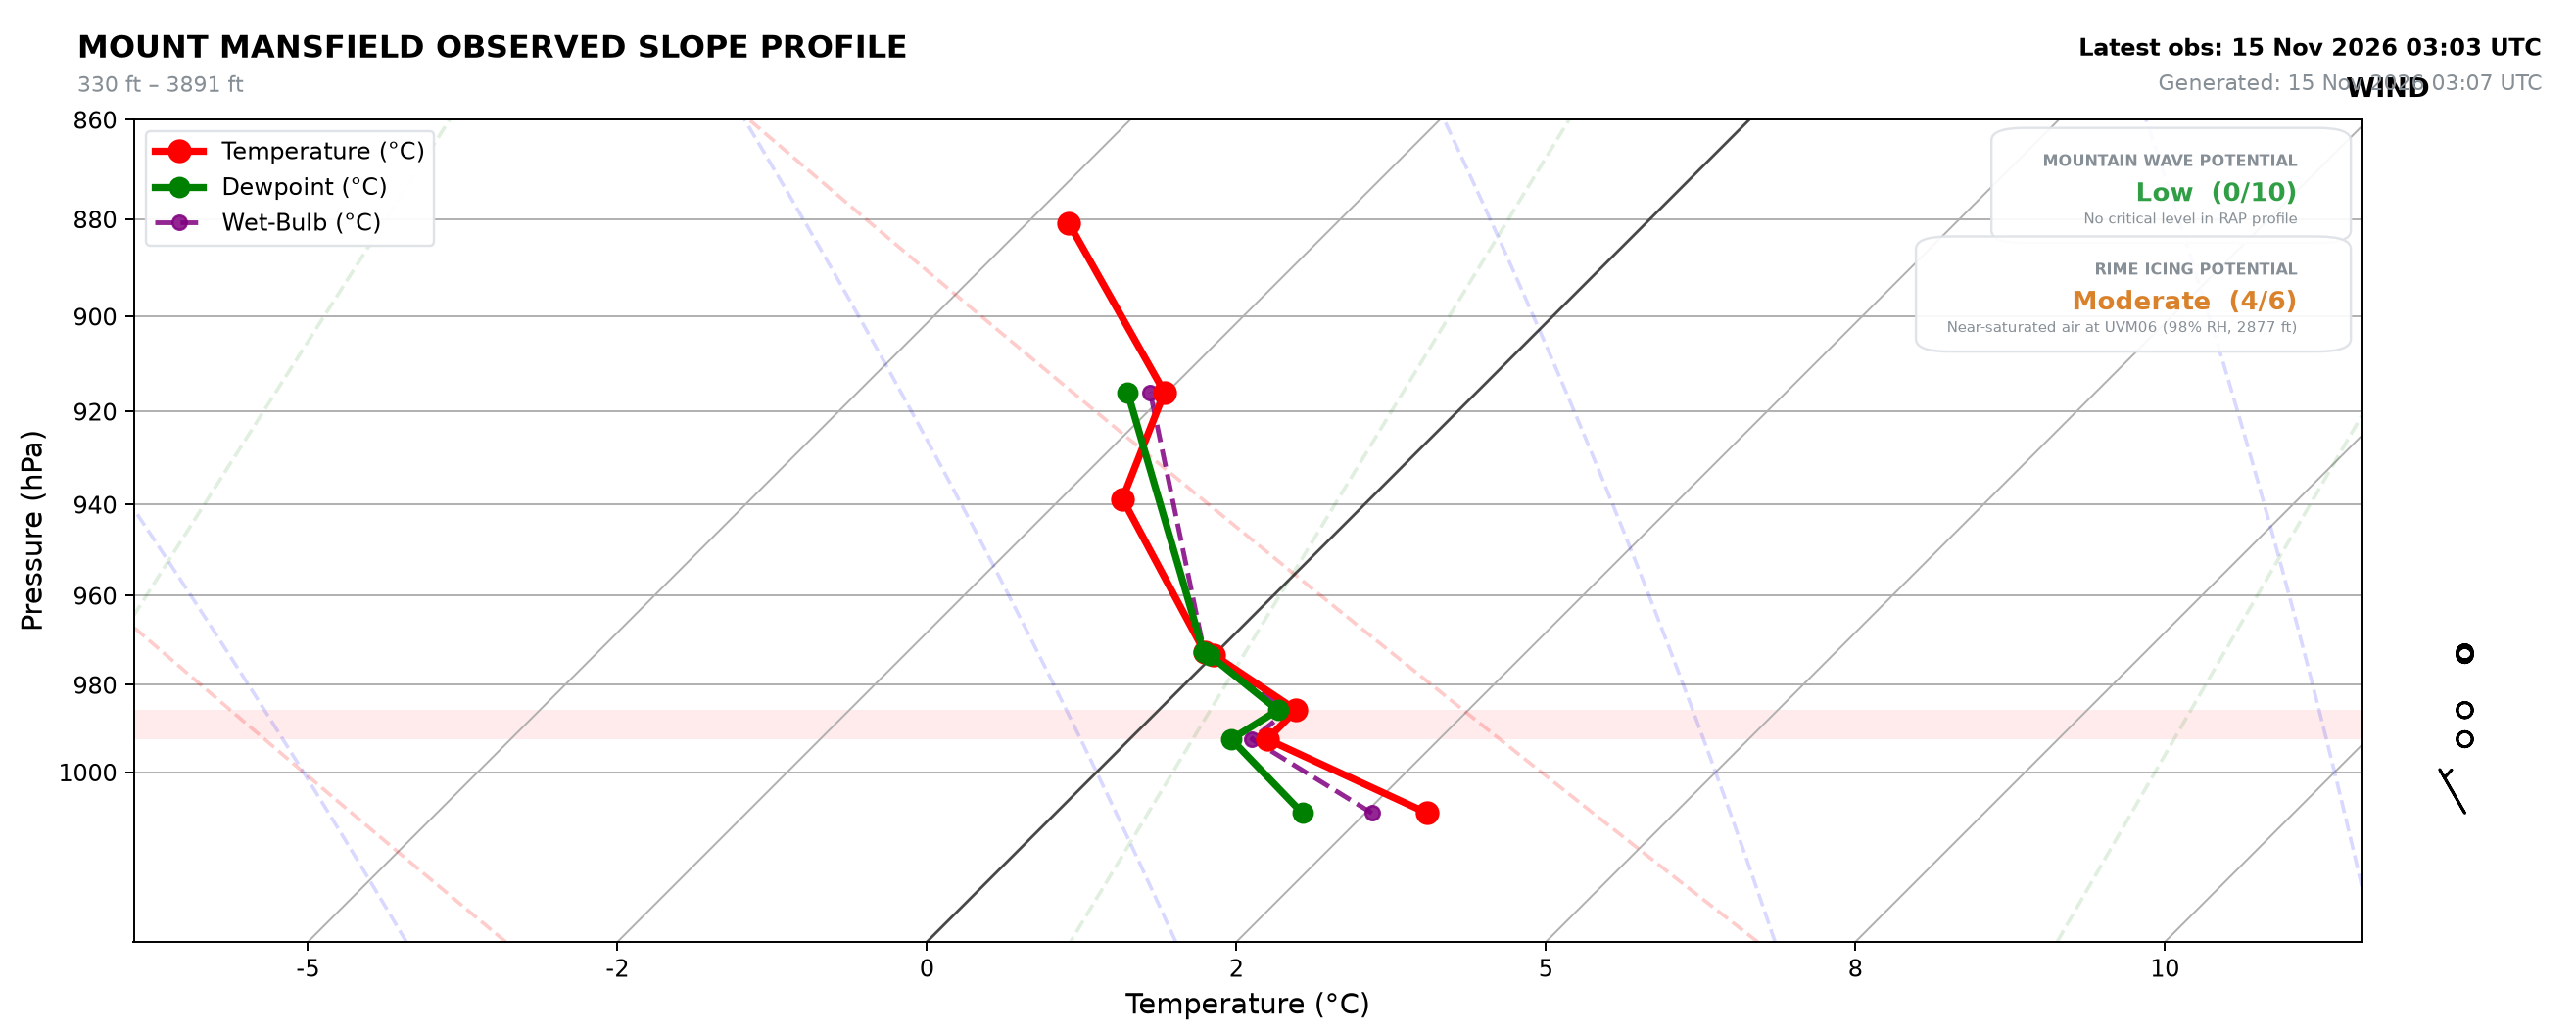 MOUNT MANSFIELD OBSERVED SLOPE PROFILE
330 ft – 3891 ft
Latest obs: 15 Nov 2026 03:03 UTC
Generated: 15 Nov 2026 03:07 UTC
WIND
Temperature (°C)
Dewpoint (°C)
Wet-Bulb (°C)
MOUNTAIN WAVE POTENTIAL
Low (0/10)
No critical level in RAP profile
RIME ICING POTENTIAL
Moderate (4/6)
Near-saturated air at UVM06 (98% RH, 2877 ft)
Pressure (hPa)
860
880
900
920
940
960
980
1000
-5
-2
0
2
5
8
10
Temperature (°C)